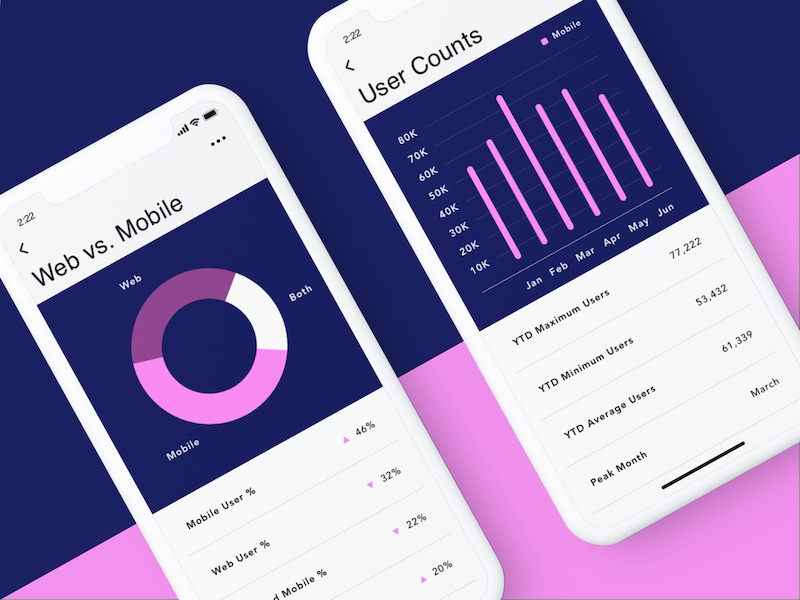 2:22
Web vs. Mobile
Web
Both
Mobile
Mobile User % 46%
Web User % 32%
d Mobile % 22%
20%
2:22
User Counts
Mobile
80K
70K
60K
50K
40K
30K
20K
10K
Jan Feb Mar Apr May Jun
YTD Maximum Users 77,222
YTD Minimum Users 53,432
YTD Average Users 61,339
Peak Month March